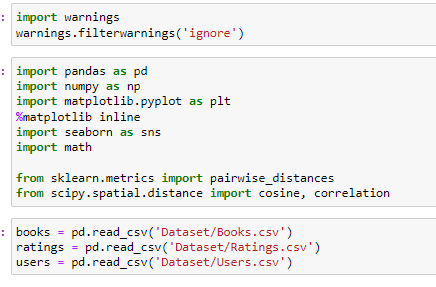 : import warnings
warnings.filterwarnings('ignore')
: import pandas as pd
import numpy as np
import matplotlib.pyplot as plt
%matplotlib inline
import seaborn as sns
import math
from sklearn.metrics import pairwise_distances
from scipy.spatial.distance import cosine, correlation
: books = pd.read_csv('Dataset/Books.csv')
ratings = pd.read_csv('Dataset/Ratings.csv')
users = pd.read_csv('Dataset/Users.csv')